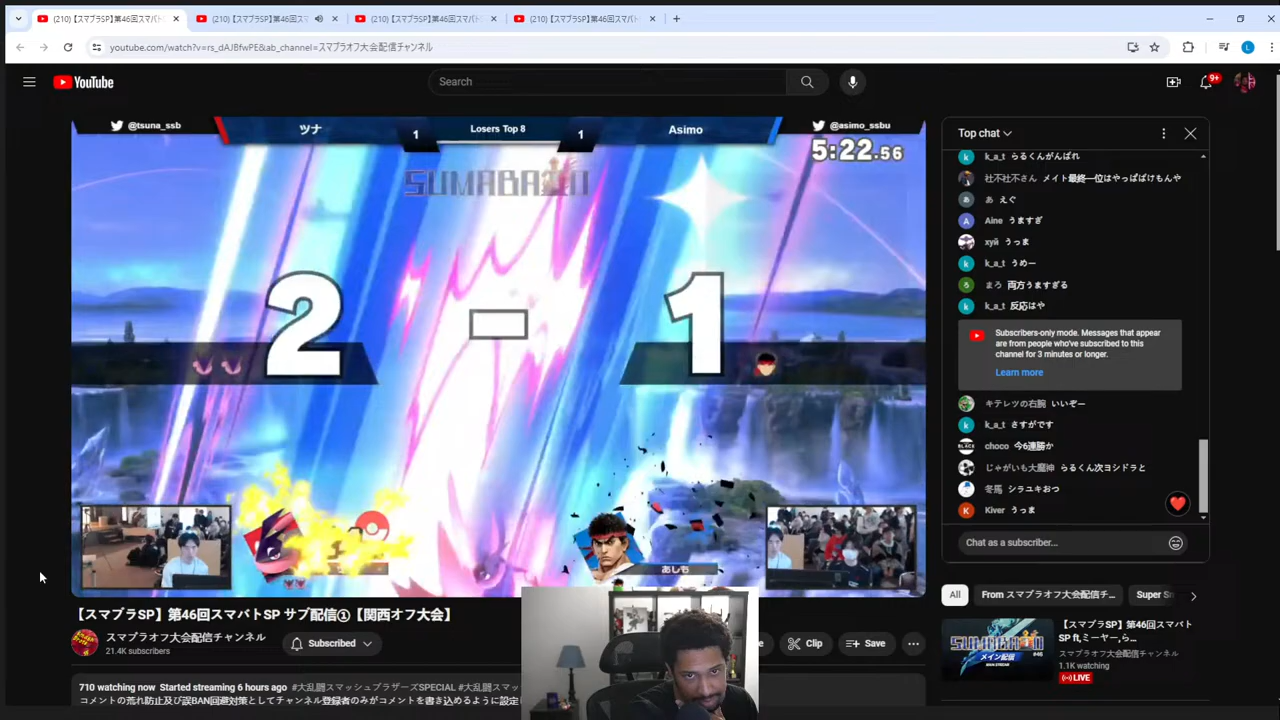 (210) 【スマブラSP】第46回スマ
(210) 【スマブラSP】第46回ス
(210) 【スマブラSP】第46回スマバト
(210) 【スマブラSP】第46回スマバト
youtube.com/watch?v=rs_dAJBfwPE&ab_channel=スマブラオフ大会配信チャンネル
L
YouTube
Search
9+
@tsuna_ssb
ツナ
1
Losers Top 8
1
Asimo
@asimo_ssbu
5:22.56
SUMABATO
2 - 1
あしも
Top chat
k_a_t らるくんがんばれ
社不社不さん メイト最終一位はやっぱばけもんや
あ えぐ
Aine うますぎ
хуй うっま
k_a_t うめー
まろ 両方うますぎる
k_a_t 反応はや
Subscribers-only mode. Messages that appear
are from people who've subscribed to this
channel for 3 minutes or longer.
Learn more
キテレツの右腕 いいぞー
k_a_t さすがです
choco 今6連勝か
じゃがいも大魔神 らるくん次ヨシドラと
冬馬 シラユキおつ
Kiver うっま
Chat as a subscriber...
【スマブラSP】第46回スマバトSP サブ配信①【関西オフ大会】
スマブラオフ大会配信チャンネル
21.4K subscribers
Subscribed
Clip
Save
710 watching now Started streaming 6 hours ago #大乱闘スマッシュブラザーズSPECIAL #大乱闘スマッシ
コメントの荒れ防止及び誤BAN回避対策としてチャンネル登録者のみがコメントを書き込めるように設定し
All
From スマブラオフ大会配信チ...
Super S
SUMABATO
メイン配信
MAIN STREAM
#46
【スマブラSP】第46回スマバト
SP ft,ミーヤー,ら...
スマブラオフ大会配信チャンネル
1.1K watching
LIVE